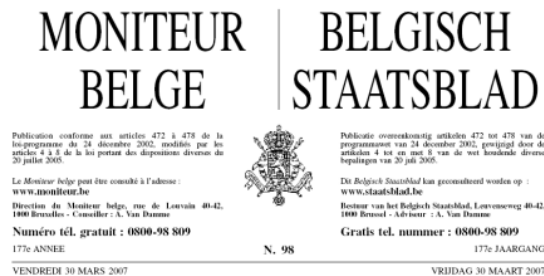 MONITEUR
BELGE
BELGISCH
STAATSBLAD
Publication conforme aux articles 472 à 478 de la
loi-programme du 24 décembre 2002, modifiés par les
articles 4 à 8 de la loi portant des dispositions diverses du
20 juillet 2005.
Le Moniteur belge peut être consulté à l'adresse :
www.moniteur.be
Direction du Moniteur belge, rue de Louvain 40-42,
1000 Bruxelles - Conseiller : A. Van Damme
Numéro tél. gratuit : 0800-98 809
177e ANNEE
N. 98
Publicatie overeenkomstig artikelen 472 tot 478 van de
programmawet van 24 december 2002, gewijzigd door de
artikelen 4 tot en met 8 van de wet houdende diverse
bepalingen van 20 juli 2005.
Dit Belgisch Staatsblad kan geconsulteerd worden op :
www.staatsblad.be
Bestuur van het Belgisch Staatsblad, Leuvenseweg 40-42,
1000 Brussel - Adviseur : A. Van Damme
Gratis tel. nummer : 0800-98 809
177e JAARGANG
VENDREDI 30 MARS 2007
VRIJDAG 30 MAART 2007